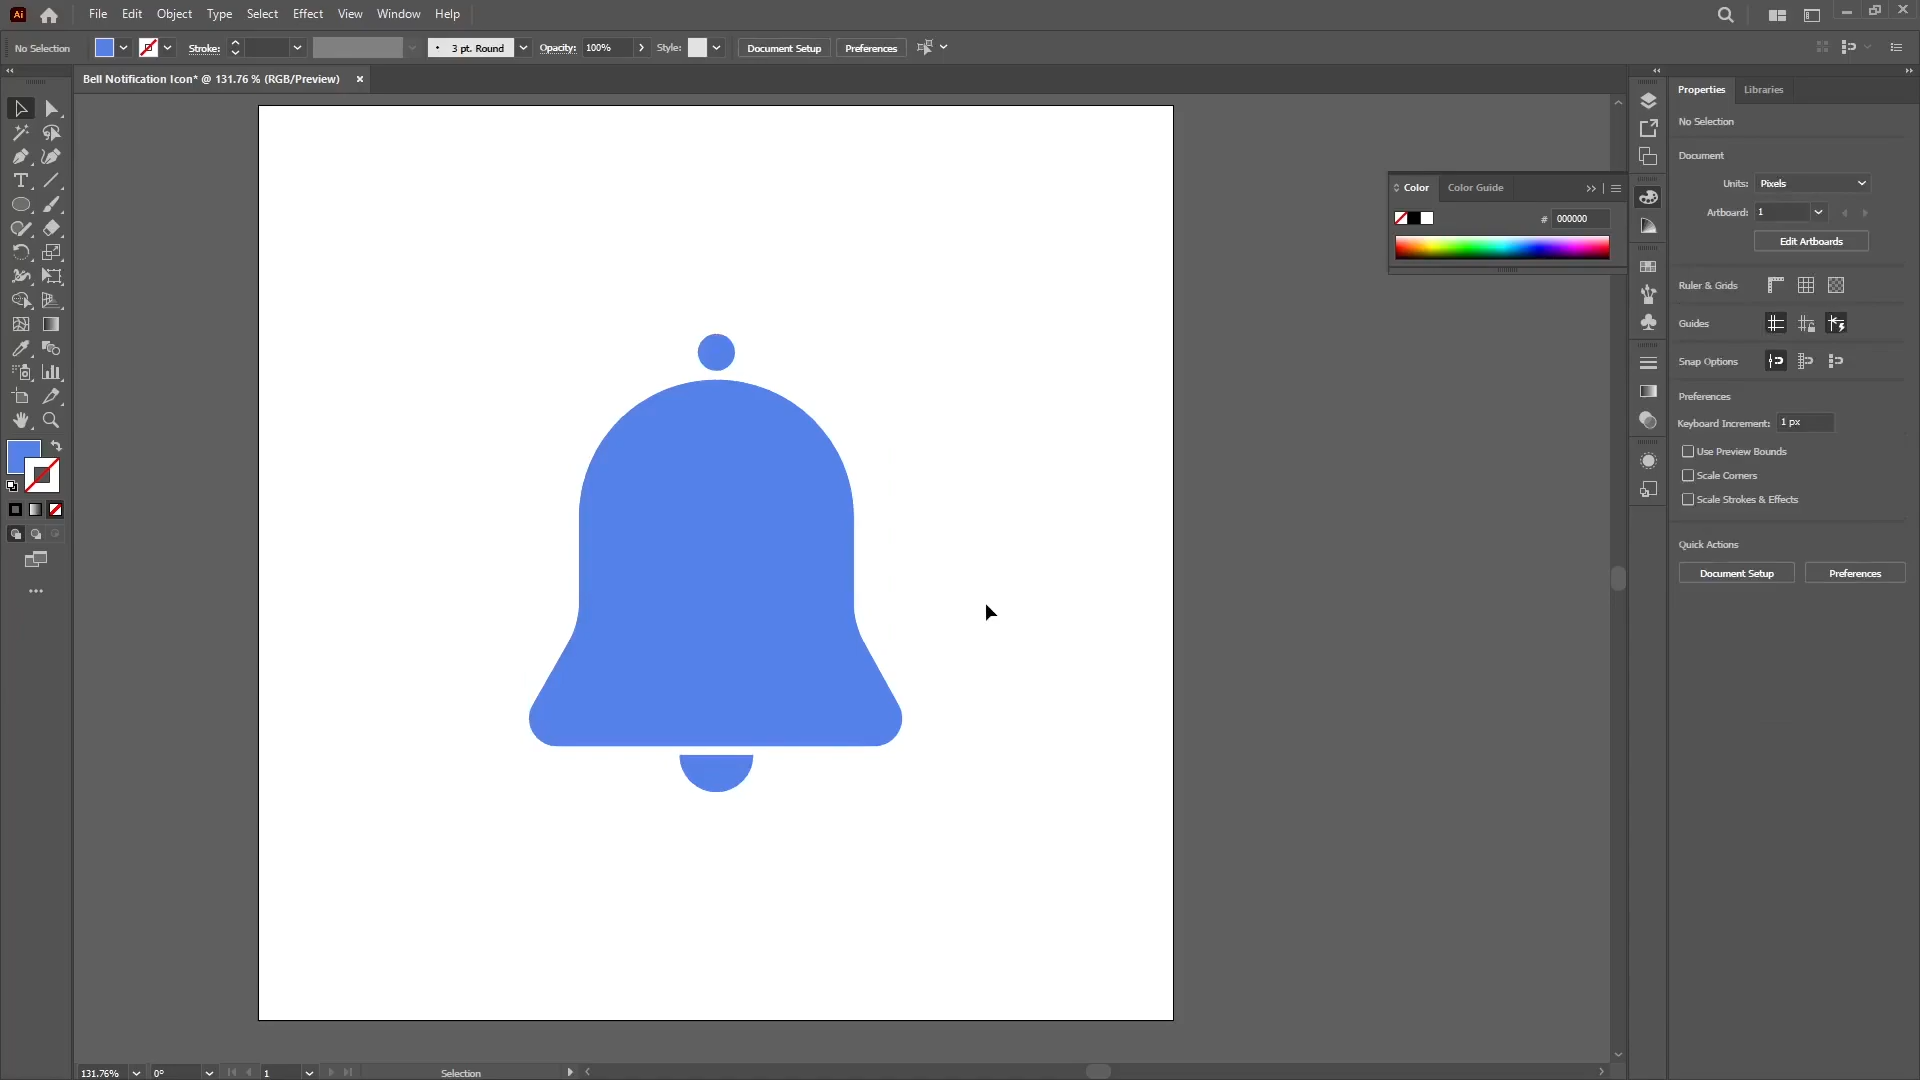 Ai File Edit Object Type Select Effect View Window Help
No Selection Stroke: 3 pt. Round Opacity: 100% Style: Document Setup Preferences
Bell Notification Icon* @ 131.76 % (RGB/Preview) ×
Properties Libraries
No Selection
Document
Units: Pixels
Artboard: 1
Edit Artboards
Ruler & Grids
Guides
Snap Options
Preferences
Keyboard Increment: 1 px
Use Preview Bounds
Scale Corners
Scale Strokes & Effects
Quick Actions
Document Setup Preferences
Color Color Guide
# 000000
131.76% 0° 1 Selection